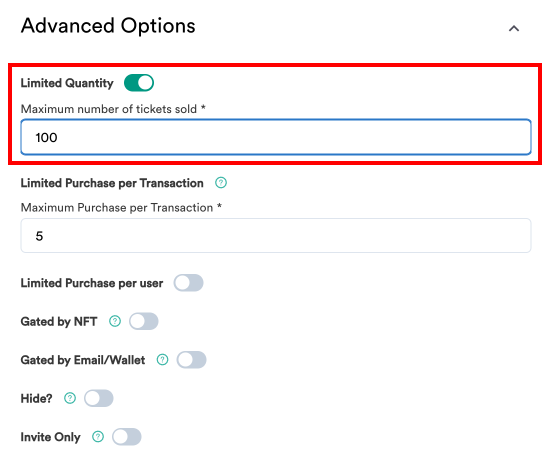 Advanced Options
Limited Quantity
Maximum number of tickets sold *
100
Limited Purchase per Transaction ?
Maximum Purchase per Transaction *
5
Limited Purchase per user
Gated by NFT ?
Gated by Email/Wallet ?
Hide? ?
Invite Only ?